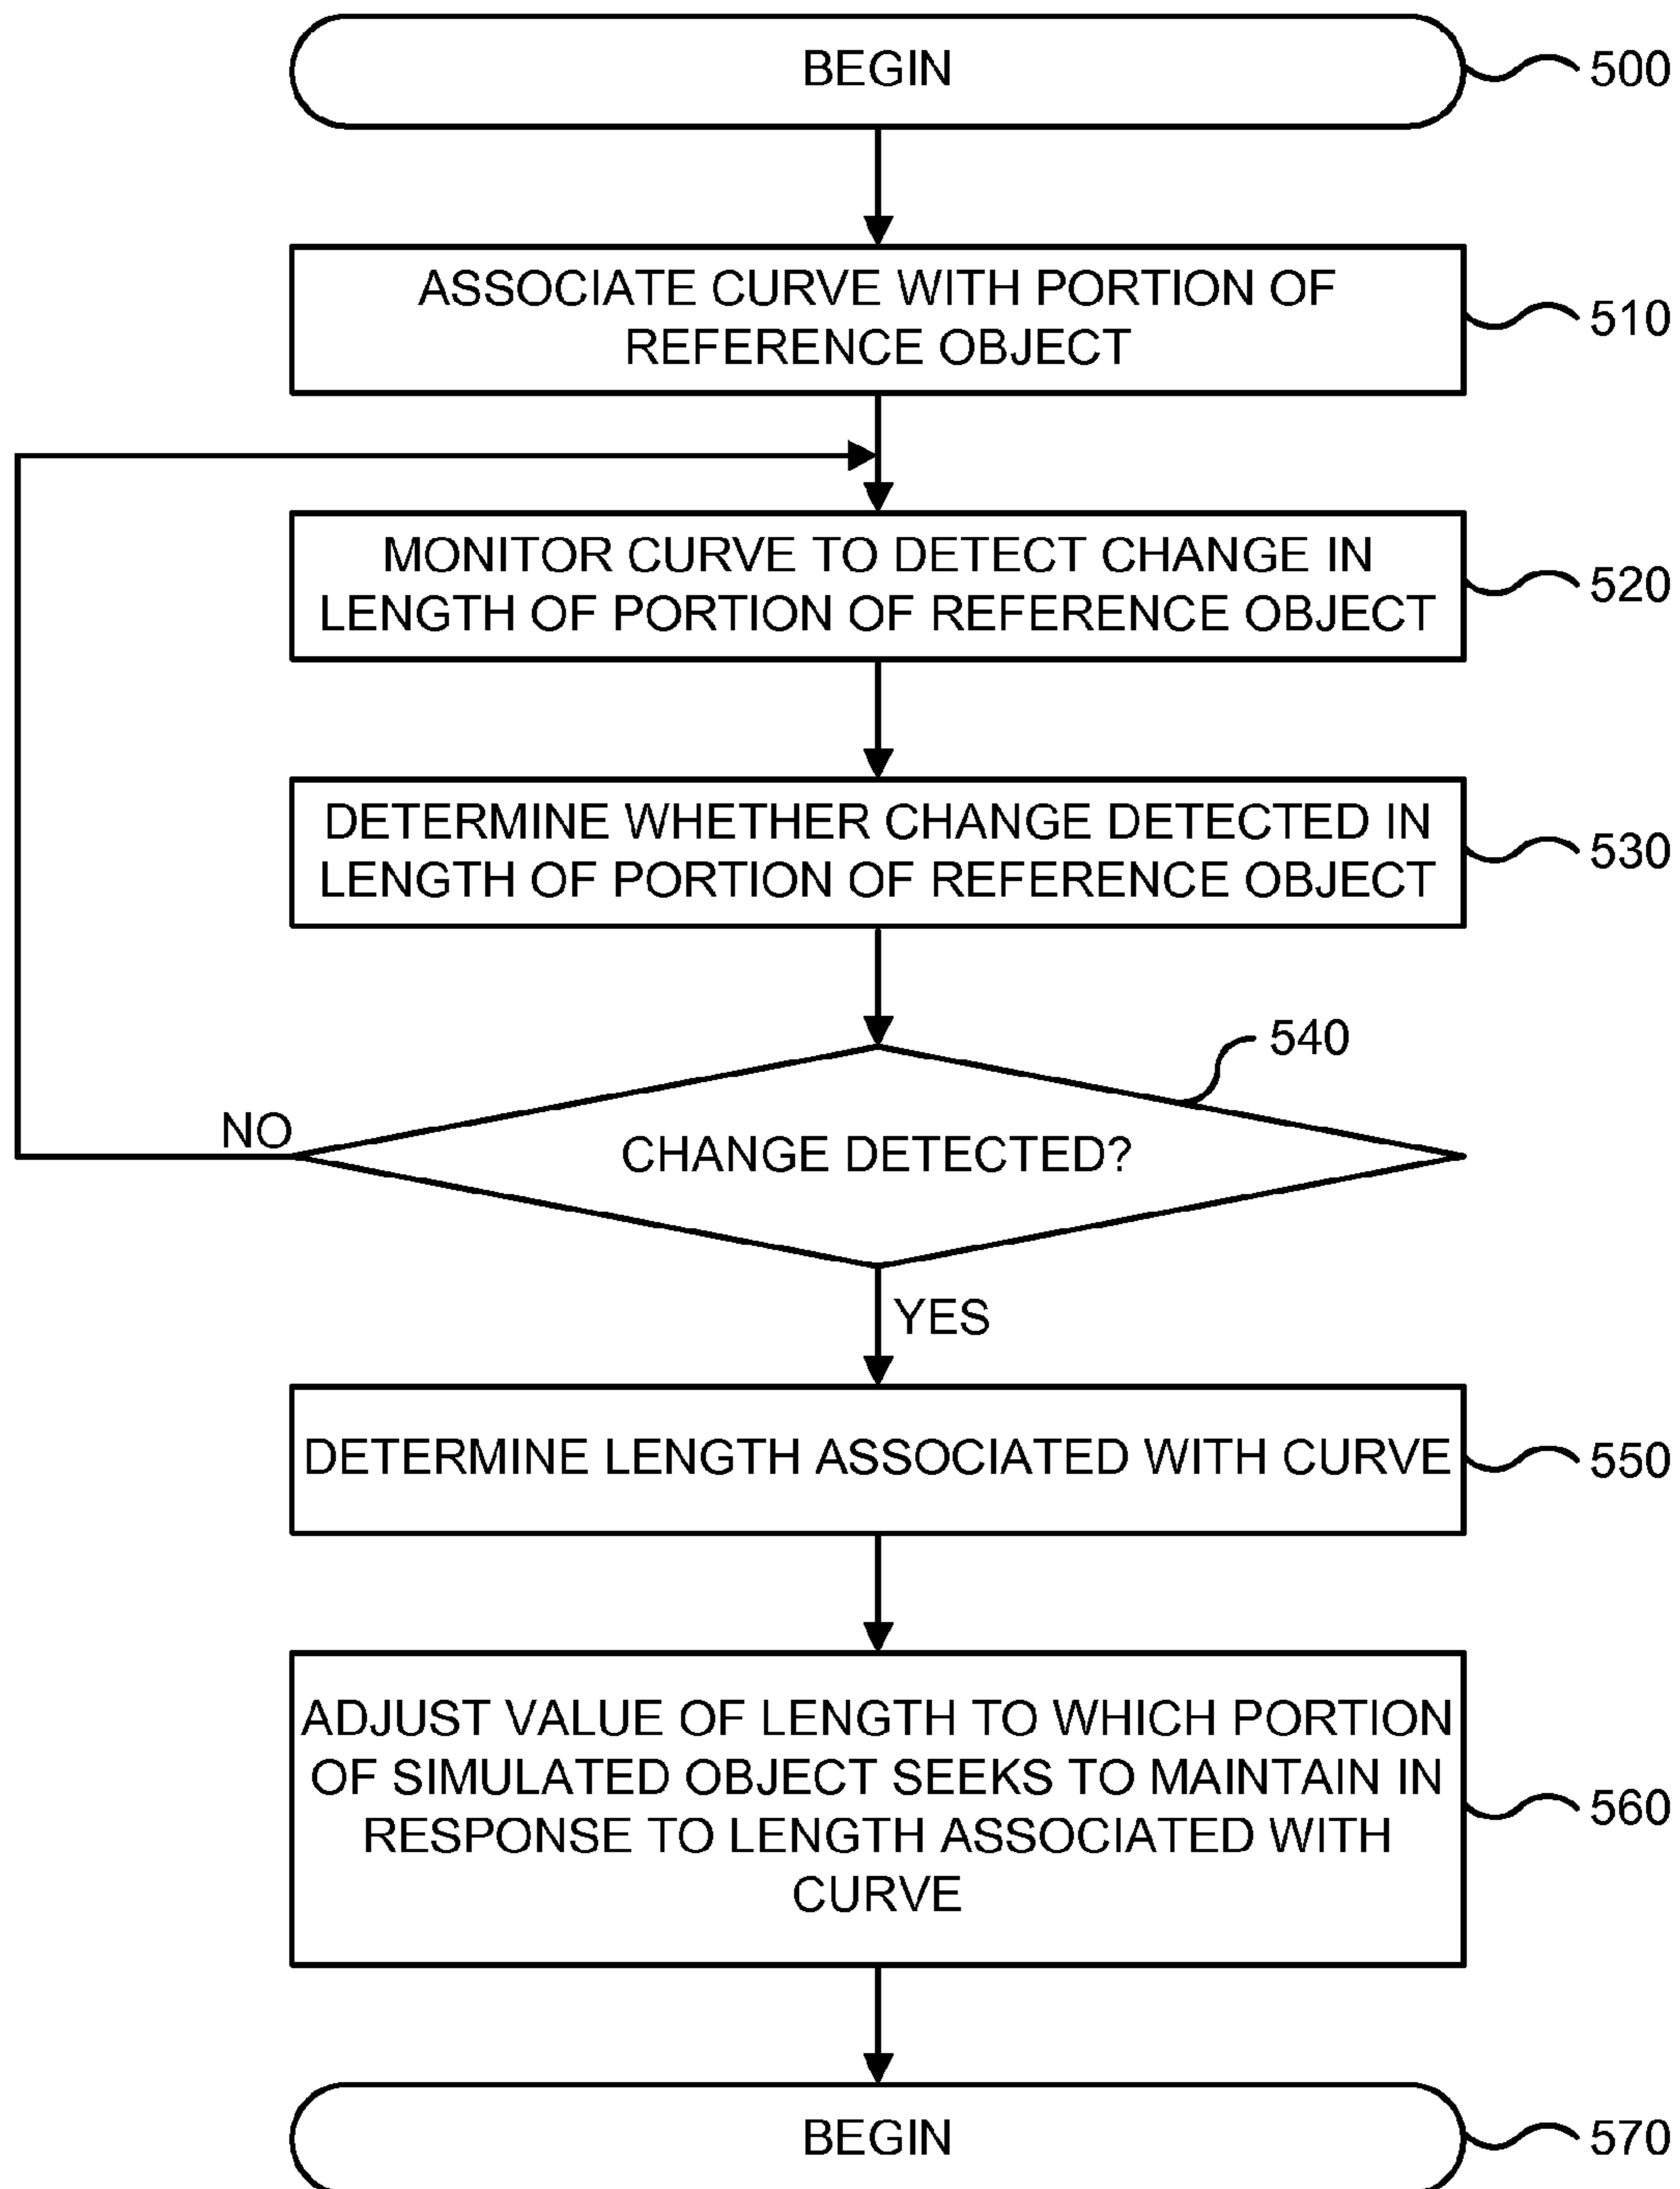 BEGIN
500
ASSOCIATE CURVE WITH PORTION OF
REFERENCE OBJECT
510
MONITOR CURVE TO DETECT CHANGE IN
LENGTH OF PORTION OF REFERENCE OBJECT
520
DETERMINE WHETHER CHANGE DETECTED IN
LENGTH OF PORTION OF REFERENCE OBJECT
530
540
NO
CHANGE DETECTED?
YES
DETERMINE LENGTH ASSOCIATED WITH CURVE
550
ADJUST VALUE OF LENGTH TO WHICH PORTION
OF SIMULATED OBJECT SEEKS TO MAINTAIN IN
RESPONSE TO LENGTH ASSOCIATED WITH
CURVE
560
BEGIN
570